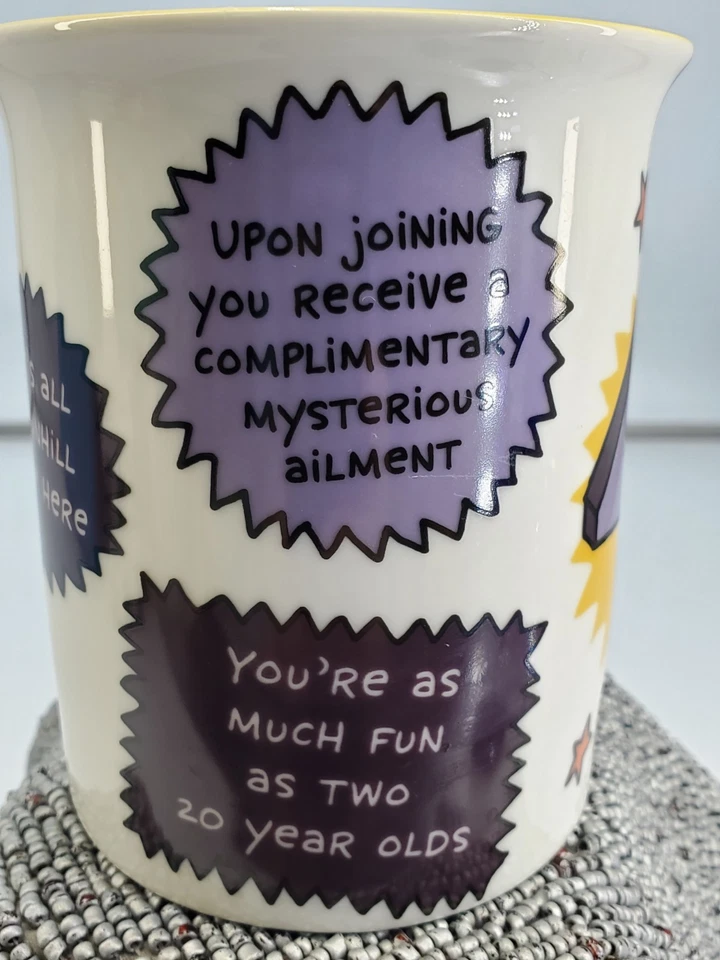 UPON joiNiNG
you Receive a
COMPLiMeNTaRy
MysTeRious
aiLMeNT
s aLL
HiLL
HeRe
You're as
MUCH FUN
as TWO
20 year OLDS